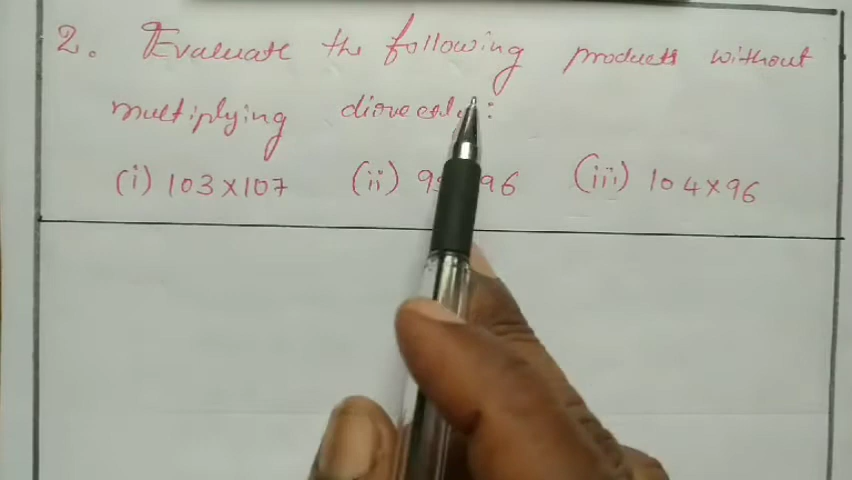 2. Evaluate the following products without
multiplying :
(i) 103×107 (ii) 96 (iii) 104×96